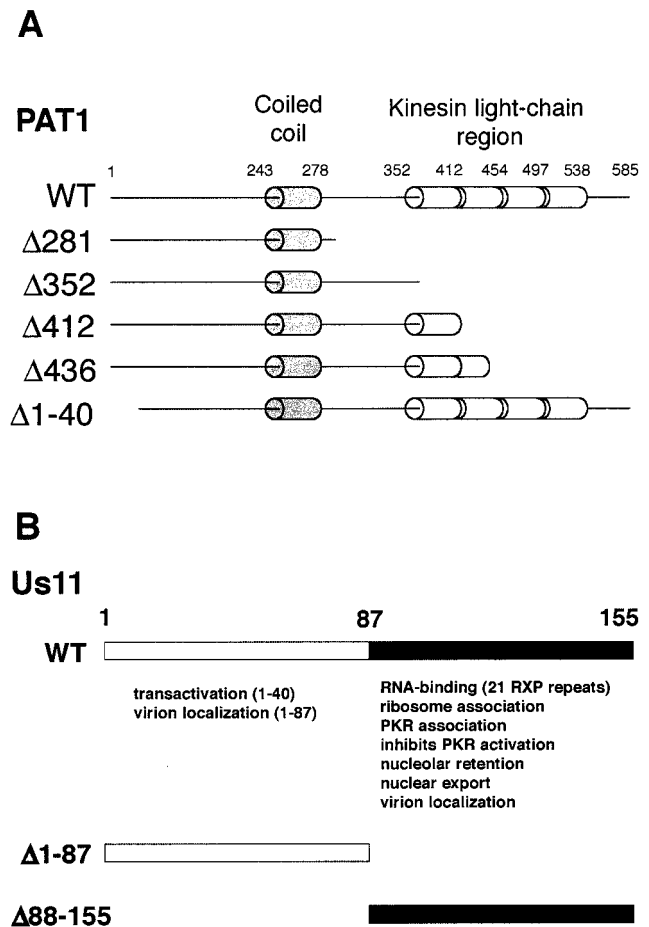 A
PAT1
Coiled
coil
Kinesin light-chain
region
1 243 278 352 412 454 497 538 585
WT
Δ281
Δ352
Δ412
Δ436
Δ1-40
B
Us11
1 87 155
WT
transactivation (1-40)
virion localization (1-87)
RNA-binding (21 RXP repeats)
ribosome association
PKR association
inhibits PKR activation
nucleolar retention
nuclear export
virion localization
Δ1-87
Δ88-155